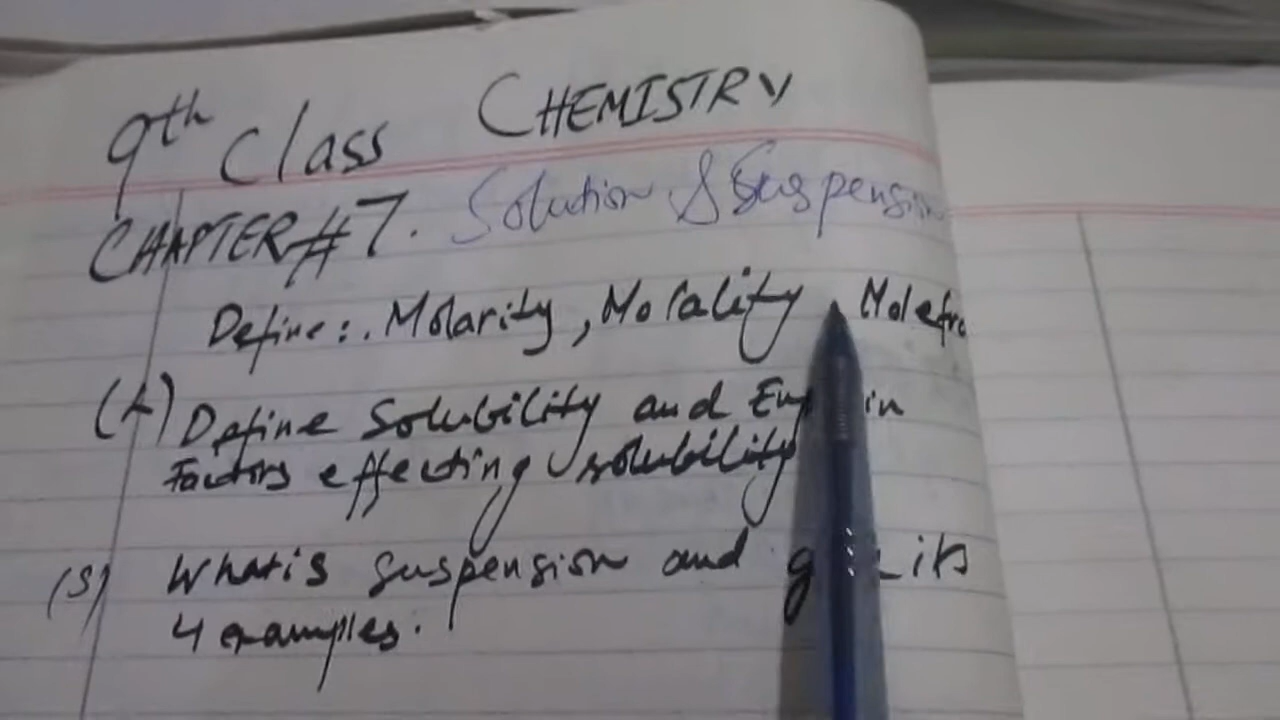 9th Class CHEMISTRY
CHAPTER #7. Solution & Suspension
Define:. Molarity, Molality Molefra
(4) Define Solubility and
Factors effecting solubility
(5) What is suspension and its
4 examples.